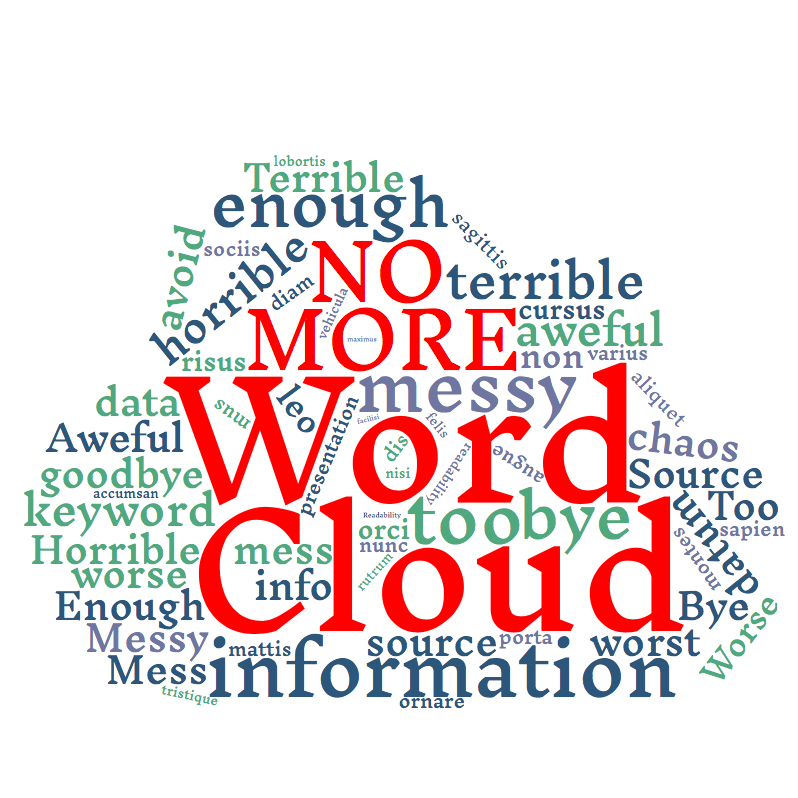 lobortis
Terrible
enough
sagittis
avoid
sociis
horrible
NO
terrible
diam
vehicula
MORE
cursus
maximus
aweful
risus
non
varius
Word
messy
aliquet
data
mus
leo
presentation
facilisi
felis
Aweful
dis
chaos
goodbye
nisi
readability
augue
Source
accumsan
keyword
Readability
too
bye
datum
Too
orci
sapien
Horrible
mess
nunc
montes
Cloud
worse
info
rutrum
Enough
Bye
Worse
Messy
mattis
source
porta
worst
Mess
information
tristique
ornare